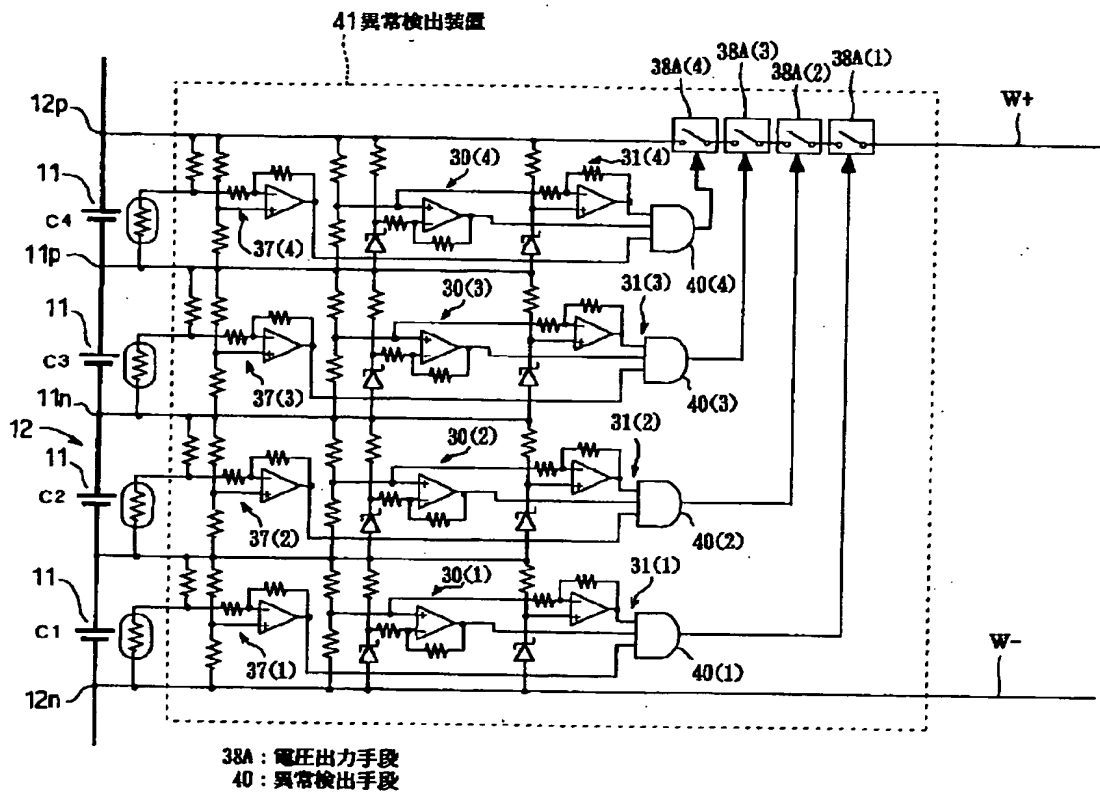 41異常検出装置
38A(4)
38A(3)
38A(2)
38A(1)
12p
W+
11
30(4)
31(4)
C4
37(4)
11p
40(4)
11
30(3)
31(3)
C3
37(3)
40(3)
11n
12
30(2)
31(2)
11
C2
37(2)
40(2)
11
30(1)
31(1)
C1
37(1)
40(1)
W-
12n
38A:電圧出力手段
40:異常検出手段